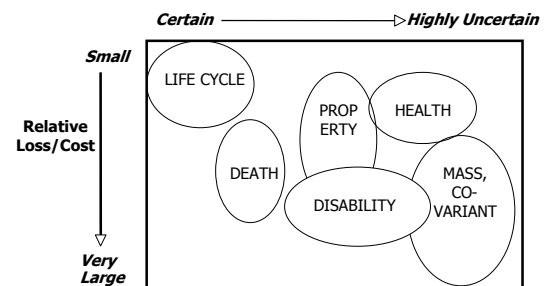 Certain
Highly Uncertain
Small
Relative
Loss/Cost
Very
Large
LIFE CYCLE
DEATH
PROP
ERTY
HEALTH
DISABILITY
MASS,
CO-
VARIANT